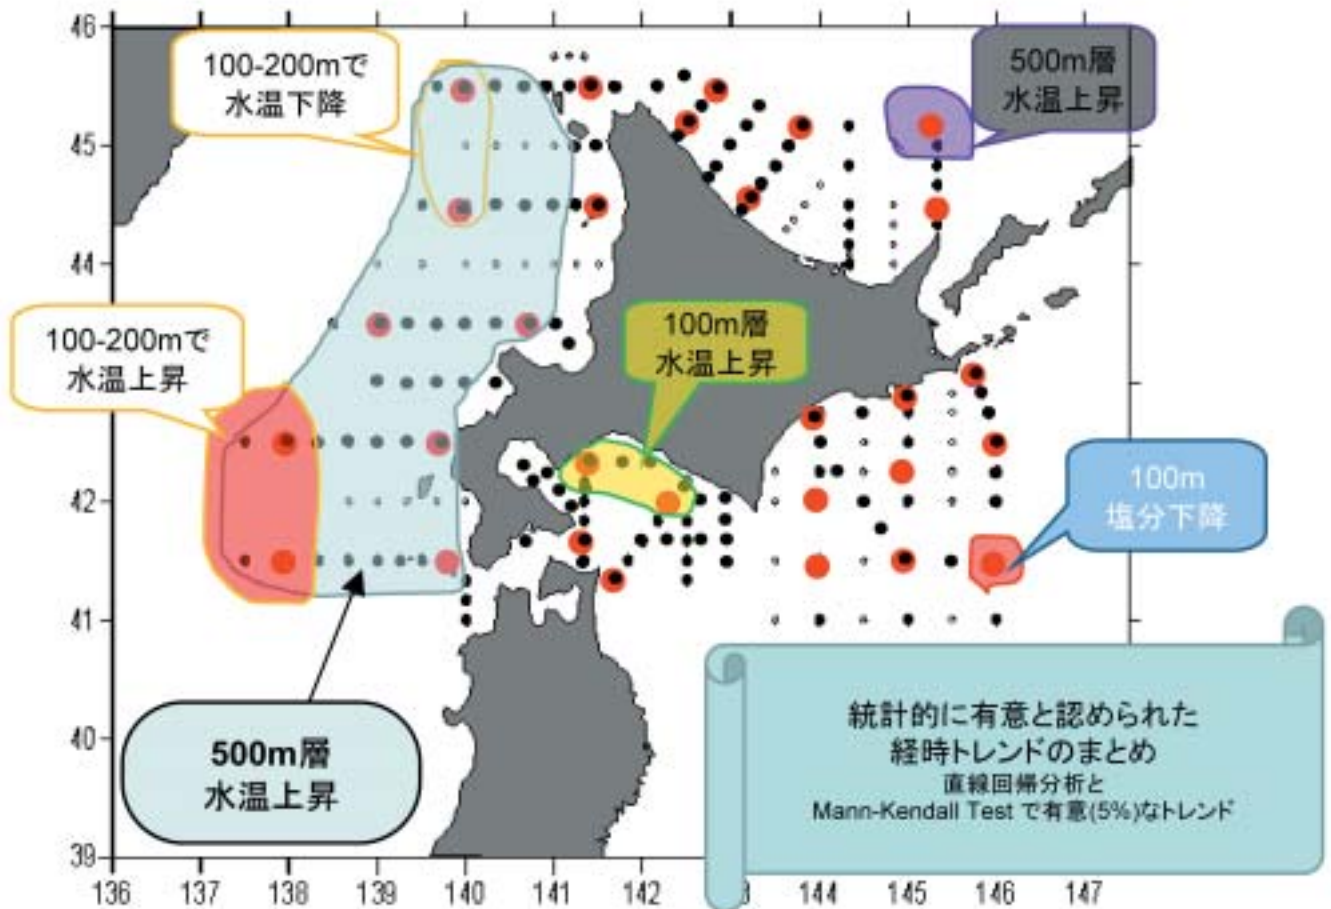 100-200mで
水温下降
500m層
水温上昇
100-200mで
水温上昇
100m層
水温上昇
100m
塩分下降
500m層
水温上昇
統計的に有意と認められた
経時トレンドのまとめ
直線回帰分析と
Mann-Kendall Test で有意(5%)なトレンド
46
45
44
42
41
40
39
136 137 138 139 140 141 142 144 145 146 147